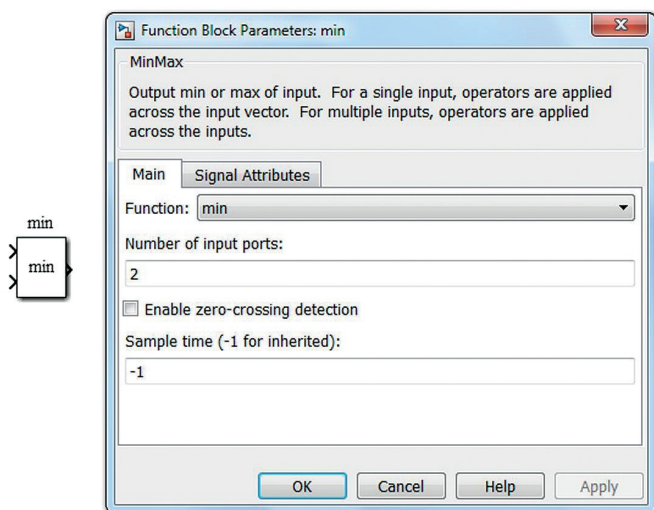 Function Block Parameters: min
MinMax
Output min or max of input. For a single input, operators are applied
across the input vector. For multiple inputs, operators are applied
across the inputs.
Main
Signal Attributes
Function:
min
Number of input ports:
2
Enable zero-crossing detection
Sample time (-1 for inherited):
-1
OK
Cancel
Help
Apply
min
min